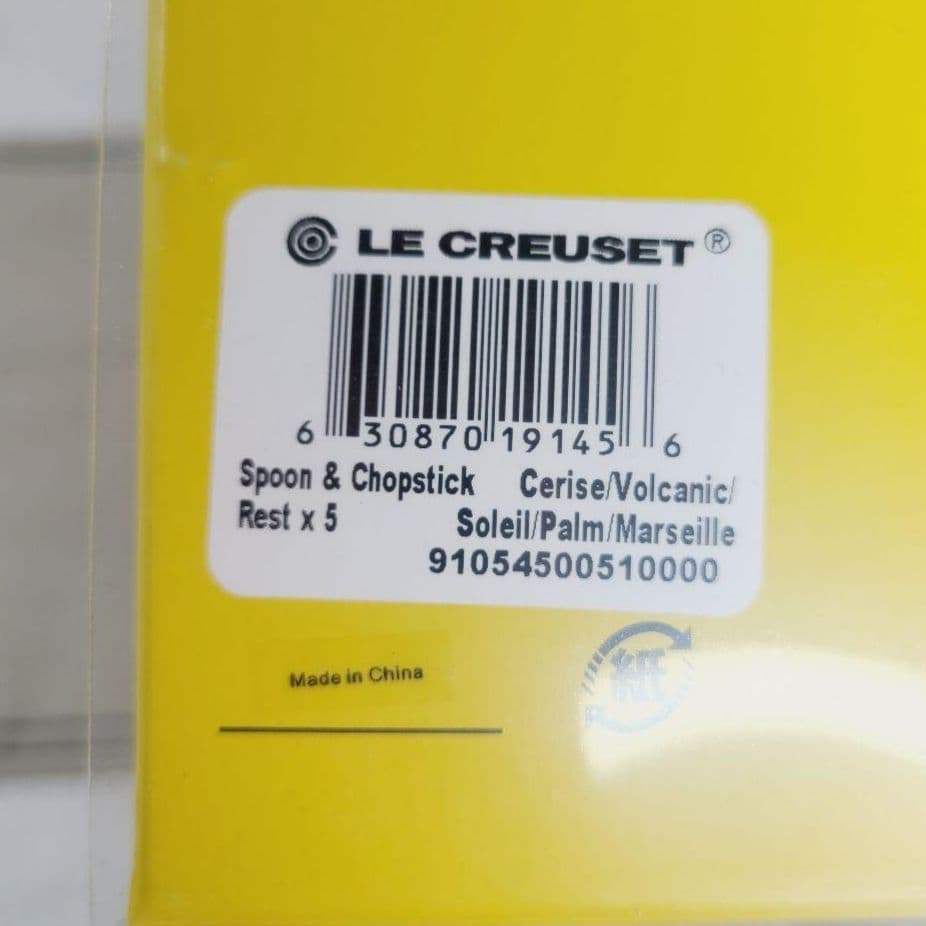 LE CREUSET®
6 30870 19145 6
Spoon & Chopstick Cerise/Volcanic/
Rest x 5 Soleil/Palm/Marseille
91054500510000
Made in China
紙